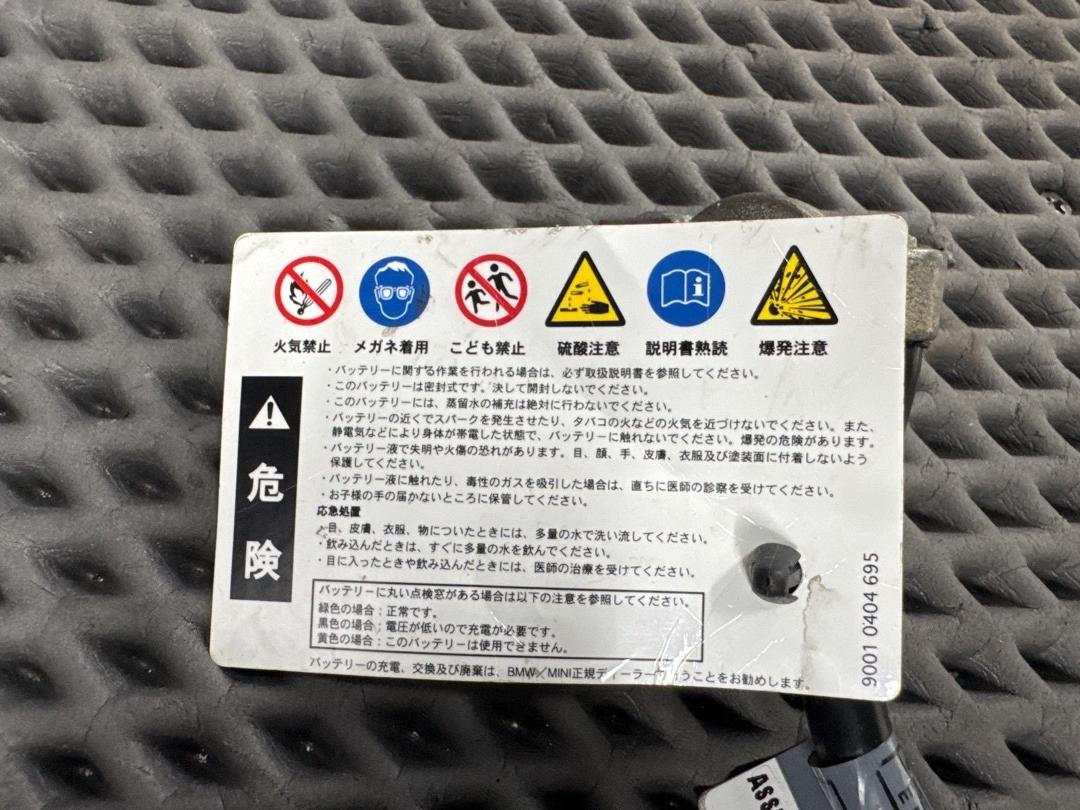 火気禁止 メガネ着用 こども禁止 硫酸注意 説明書熟読 爆発注意
危険
・バッテリーに関する作業を行われる場合は、必ず取扱説明書を参照してください。
・このバッテリーは密封式です。決して開封しないでください。
・このバッテリーには、蒸留水の補充は絶対に行わないでください。
・バッテリーの近くでスパークを発生させたり、タバコの火などの火気を近づけないでください。また、
静電気などにより身体が帯電した状態で、バッテリーに触れないでください。爆発の危険があります。
・バッテリー液で失明や火傷の恐れがあります。目、顔、手、皮膚、衣服及び塗装面に付着しないよう
保護してください。
・バッテリー液に触れたり、毒性のガスを吸引した場合は、直ちに医師の診察を受けてください。
・お子様の手の届かないところに保管してください。
応急処置
・目、皮膚、衣服、物についたときには、多量の水で洗い流してください。
・飲み込んだときは、すぐに多量の水を飲んでください。
・目に入ったときや飲み込んだときには、医師の治療を受けてください。
バッテリーに丸い点検窓がある場合は以下の注意を参照してください。
緑色の場合：正常です。
黒色の場合：電圧が低いので充電が必要です。
黄色の場合：このバッテリーは使用できません。
バッテリーの充電、交換及び廃棄は、BMW／MINI正規ディーラーで行うことをお勧めします。
9001 0404 695